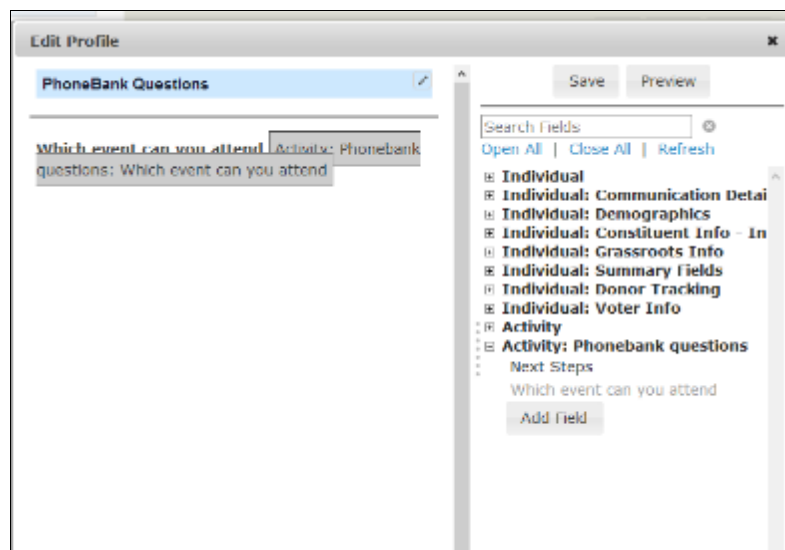 Edit Profile
PhoneBank Questions
Which event can you attend Activity: Phonebank
questions: Which event can you attend
Save Preview
Search Fields
Open All | Close All | Refresh
Individual
Individual: Communication Detai
Individual: Demographics
Individual: Constituent Info - In
Individual: Grassroots Info
Individual: Summary Fields
Individual: Donor Tracking
Individual: Voter Info
Activity
Activity: Phonebank questions
Next Steps
Which event can you attend
Add Field